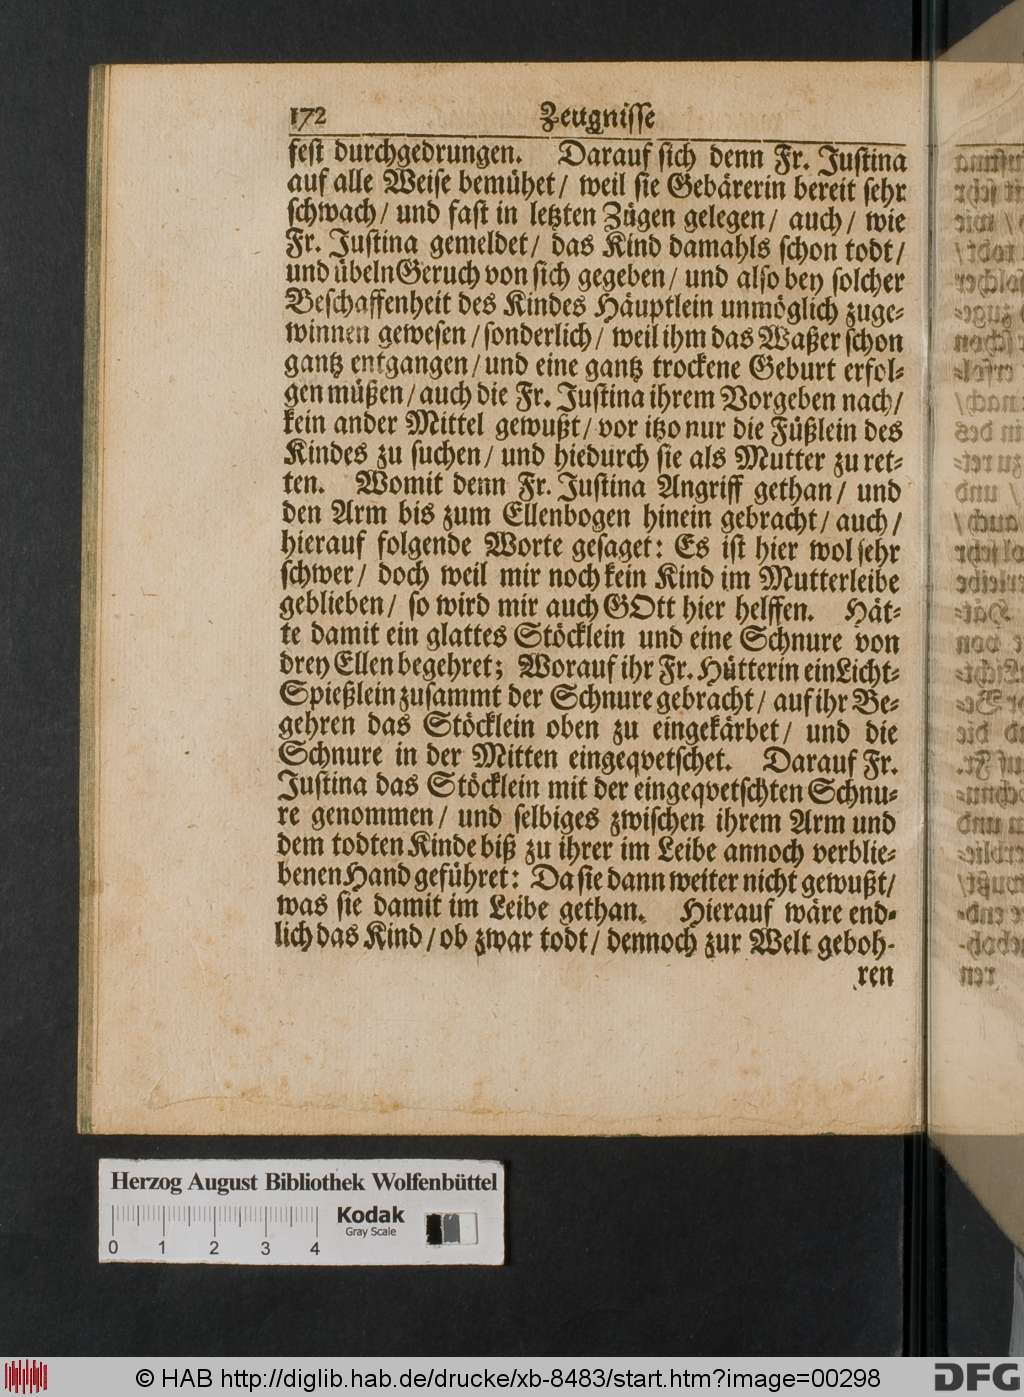 172 Zeugnisse
fest durchgedrungen. Darauf sich denn Fr. Justina
auf alle Weise bemühet/ weil sie Gebärerin bereit sehr
schwach/ und fast in letzten Zügen gelegen/ auch/ wie
Fr. Justina gemeldet/ das Kind damahls schon todt/
und übeln Geruch von sich gegeben/ und also bey solcher
Beschaffenheit des Kindes Häuptlein unmöglich zuge-
winnen gewesen/ sonderlich/ weil ihm das Waßer schon
gantz entgangen/ und eine gantz trockene Geburt erfol-
gen müßen/ auch die Fr. Justina ihrem Vorgeben nach/
kein ander Mittel gewußt/ vor itzo nur die Füßlein des
Kindes zu suchen/ und hiedurch sie als Mutter zu ret-
ten. Womit denn Fr. Justina Angriff gethan/ und
den Arm bis zum Ellenbogen hinein gebracht/ auch/
hierauf folgende Worte gesaget: Es ist hier wol sehr
schwer/ doch weil mir noch kein Kind im Mutterleibe
geblieben/ so wird mir auch GOtt hier helffen. Hät-
te damit ein glattes Stöcklein und eine Schnure von
drey Ellen begehret; Worauf ihr Fr. Hütterin ein Licht-
Spießlein zusammt der Schnure gebracht/ auf ihr Be-
gehren das Stöcklein oben zu eingekärbet/ und die
Schnure in der Mitten eingeqvetschet. Darauf Fr.
Justina das Stöcklein mit der eingeqvetschten Schnu-
re genommen/ und selbiges zwischen ihrem Arm und
dem todten Kinde biß zu ihrer im Leibe annoch verblie-
benen Hand geführet: Da sie dann weiter nicht gewußt/
was sie damit im Leibe gethan. Hierauf wäre end-
lich das Kind/ ob zwar todt/ dennoch zur Welt geboh-
ren
Herzog August Bibliothek Wolfenbüttel
Kodak
Gray Scale
0 1 2 3 4
© HAB http://diglib.hab.de/drucke/xb-8483/start.htm?image=00298
DFG